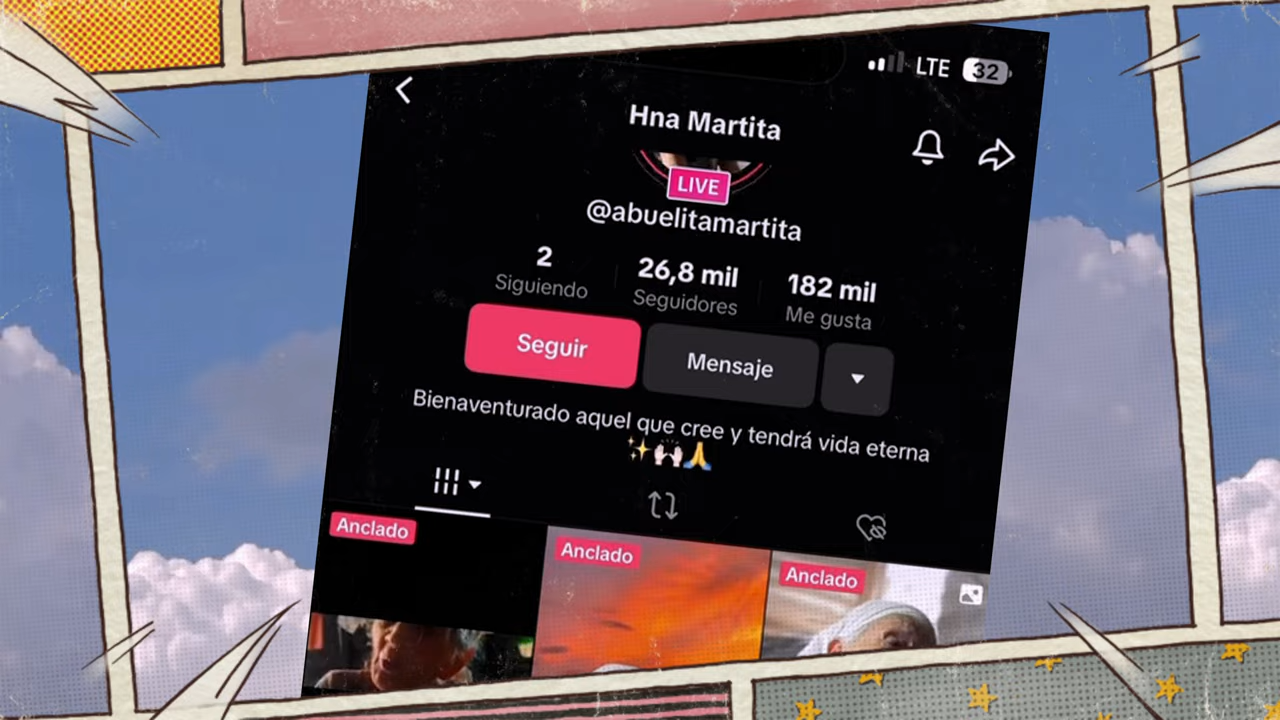 LTE 32
Hna Martita
LIVE
@abuelitamartita
2 26,8 mil 182 mil
Siguiendo Seguidores Me gusta
Seguir Mensaje
Bienaventurado aquel que cree y tendrá vida eterna
✨🙌🏻🙏
Anclado Anclado Anclado